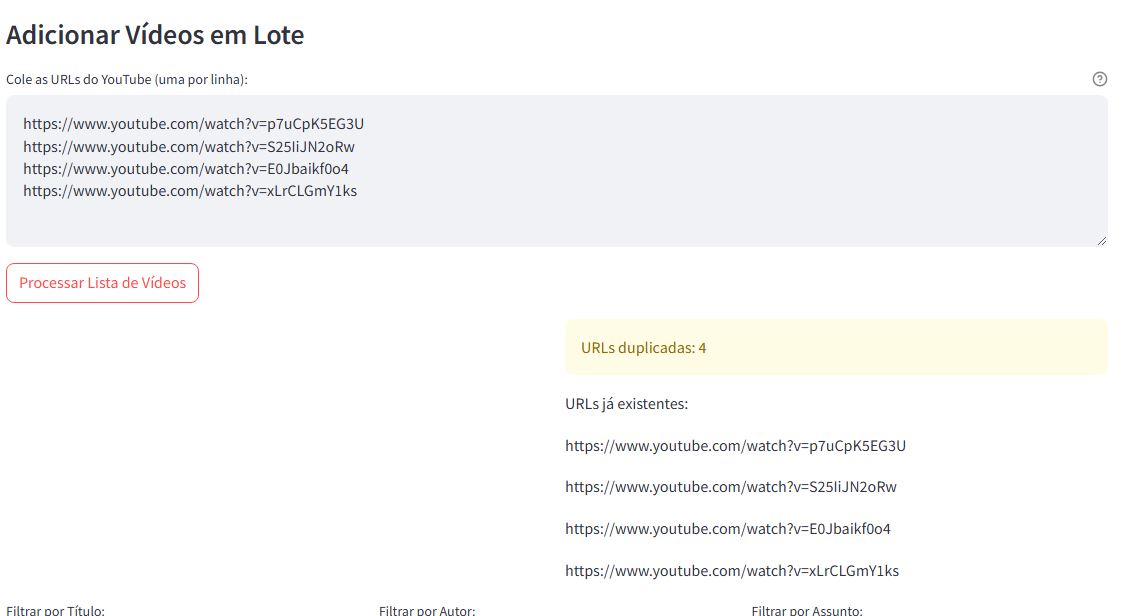 Adicionar Vídeos em Lote
Cole as URLs do YouTube (uma por linha):
https://www.youtube.com/watch?v=p7uCpK5EG3U
https://www.youtube.com/watch?v=S25IiJN2oRw
https://www.youtube.com/watch?v=E0Jbaikf0o4
https://www.youtube.com/watch?v=xLrCLGmY1ks
Processar Lista de Vídeos
URLs duplicadas: 4
URLs já existentes:
https://www.youtube.com/watch?v=p7uCpK5EG3U
https://www.youtube.com/watch?v=S25IiJN2oRw
https://www.youtube.com/watch?v=E0Jbaikf0o4
https://www.youtube.com/watch?v=xLrCLGmY1ks
Filtrar por Título:
Filtrar por Autor:
Filtrar por Assunto: